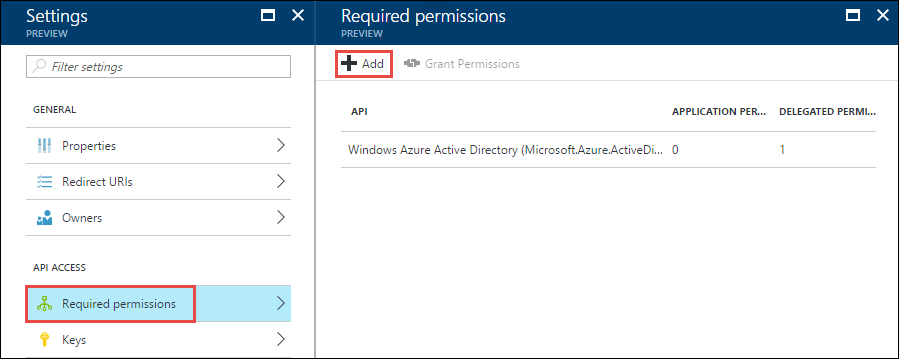 Settings
PREVIEW
Filter settings
GENERAL
Properties
Redirect URIs
Owners
API ACCESS
Required permissions
Keys
Required permissions
PREVIEW
Add Grant Permissions
API APPLICATION PER... DELEGATED PERMI...
Windows Azure Active Directory (Microsoft.Azure.ActiveDi... 0 1